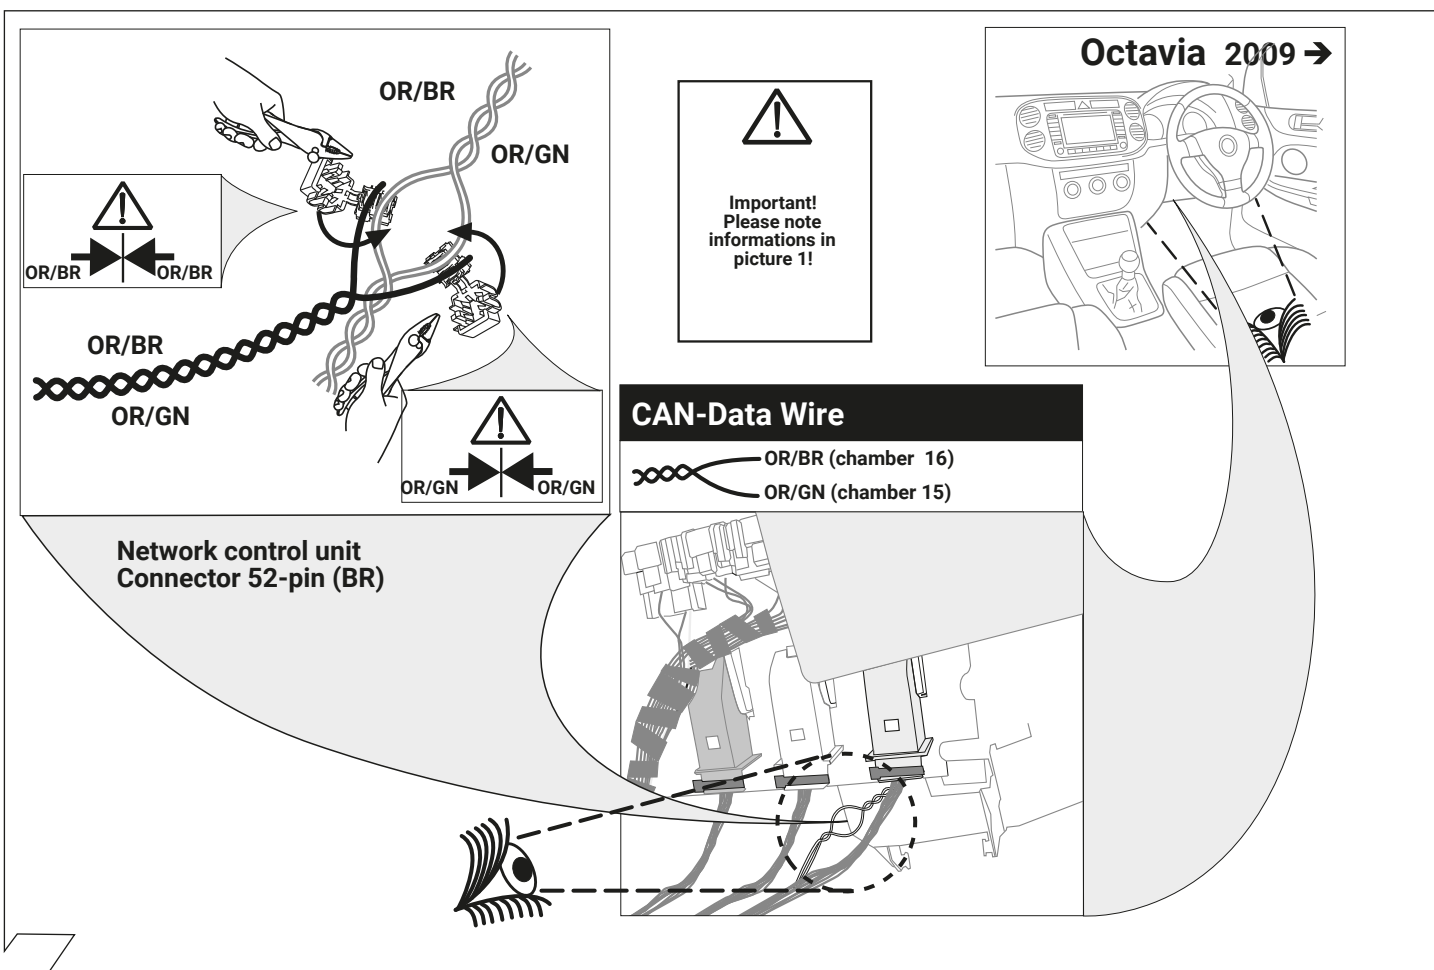 OR/BR
OR/GN
OR/BR OR/BR
OR/BR
OR/GN
OR/GN OR/GN
Important!
Please note
informations in
picture 1!
Octavia 2009 →
CAN-Data Wire
OR/BR (chamber 16)
OR/GN (chamber 15)
Network control unit
Connector 52-pin (BR)